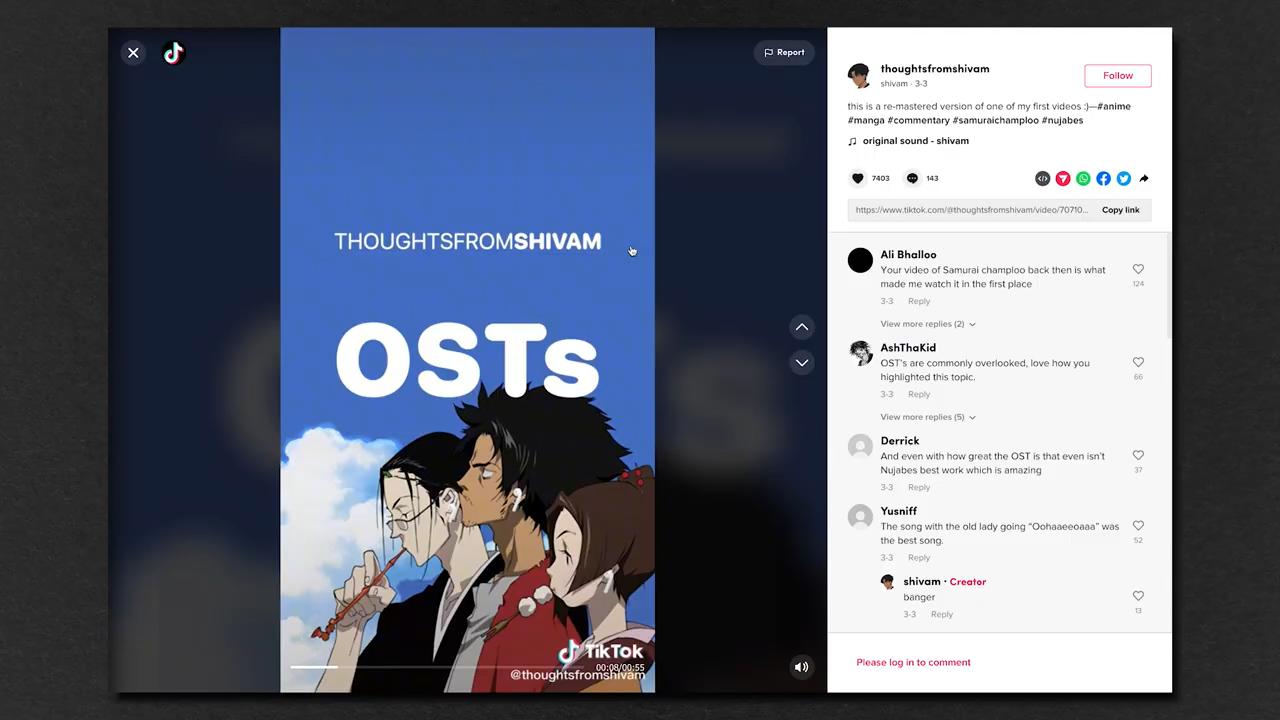 Report
THOUGHTSFROMSHIVAM
OSTs
TikTok
00:08/00:55
@thoughtsfromshivam
thoughtsfromshivam
shivam · 3-3
Follow
this is a re-mastered version of one of my first videos :)—#anime
#manga #commentary #samuraichamploo #nujabes
original sound - shivam
7403
143
https://www.tiktok.com/@thoughtsfromshivam/video/70710...
Copy link
Ali Bhalloo
Your video of Samurai champloo back then is what
made me watch it in the first place
124
3-3 Reply
View more replies (2)
AshThaKid
OST's are commonly overlooked, love how you
highlighted this topic.
66
3-3 Reply
View more replies (5)
Derrick
And even with how great the OST is that even isn't
Nujabes best work which is amazing
37
3-3 Reply
Yusniff
The song with the old lady going “Oohaaeeoaaa” was
the best song.
52
3-3 Reply
shivam · Creator
banger
13
3-3 Reply
Please log in to comment